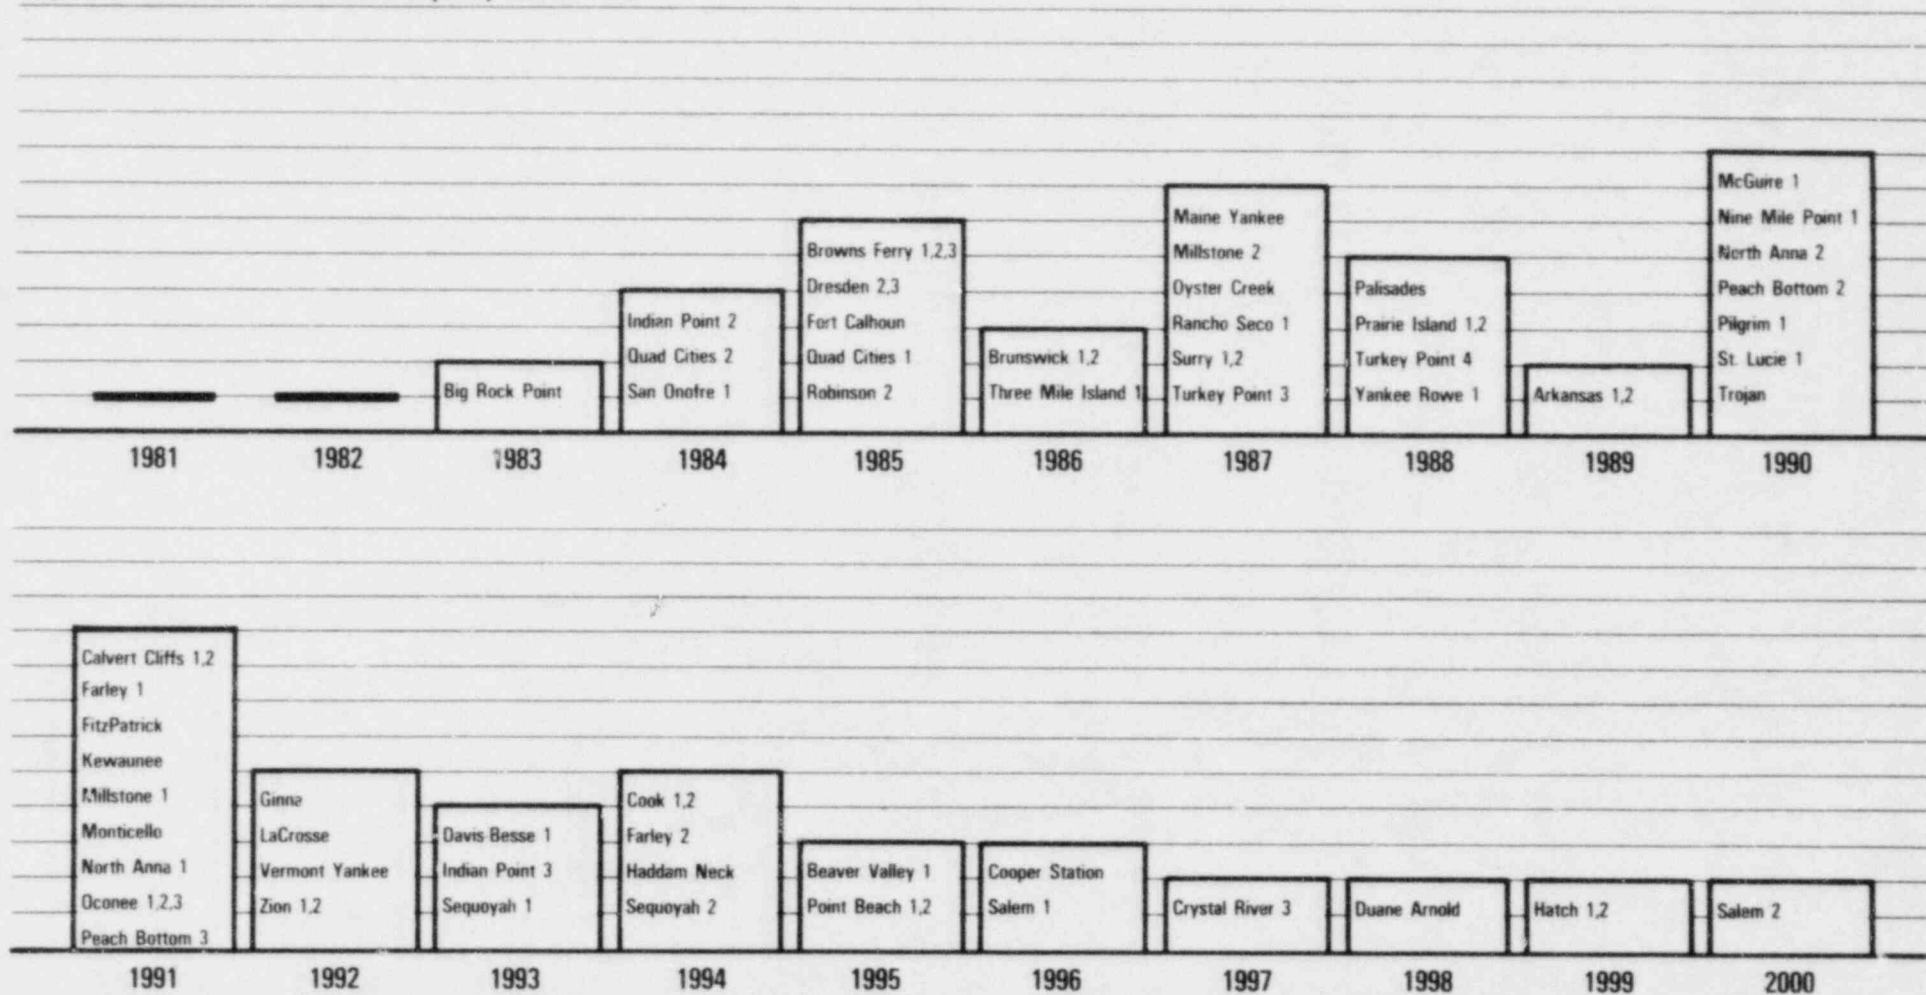 Big Rock Point
Indian Point 2
Quad Cities 2
San Onofre 1
Browns Ferry 1,2,3
Dresden 2,3
Fort Calhoun
Quad Cities 1
Robinson 2
Brunswick 1,2
Three Mile Island 1
Maine Yankee
Millstone 2
Oyster Creek
Rancho Seco 1
Surry 1,2
Turkey Point 3
Palisades
Prairie Island 1,2
Turkey Point 4
Yankee Rowe 1
Arkansas 1,2
McGuire 1
Nine Mile Point 1
North Anna 2
Peach Bottom 2
Pilgrim 1
St. Lucie 1
Trojan
1981 1982 1983 1984 1985 1986 1987 1988 1989 1990
Calvert Cliffs 1,2
Farley 1
FitzPatrick
Kewaunee
Millstone 1
Monticello
North Anna 1
Oconee 1,2,3
Peach Bottom 3
Ginna
LaCrosse
Vermont Yankee
Zion 1,2
Davis-Besse 1
Indian Point 3
Sequoyah 1
Cook 1,2
Farley 2
Haddam Neck
Sequoyah 2
Beaver Valley 1
Point Beach 1,2
Cooper Station
Salem 1
Crystal River 3
Duane Arnold
Hatch 1,2
Salem 2
1991 1992 1993 1994 1995 1996 1997 1998 1999 2000